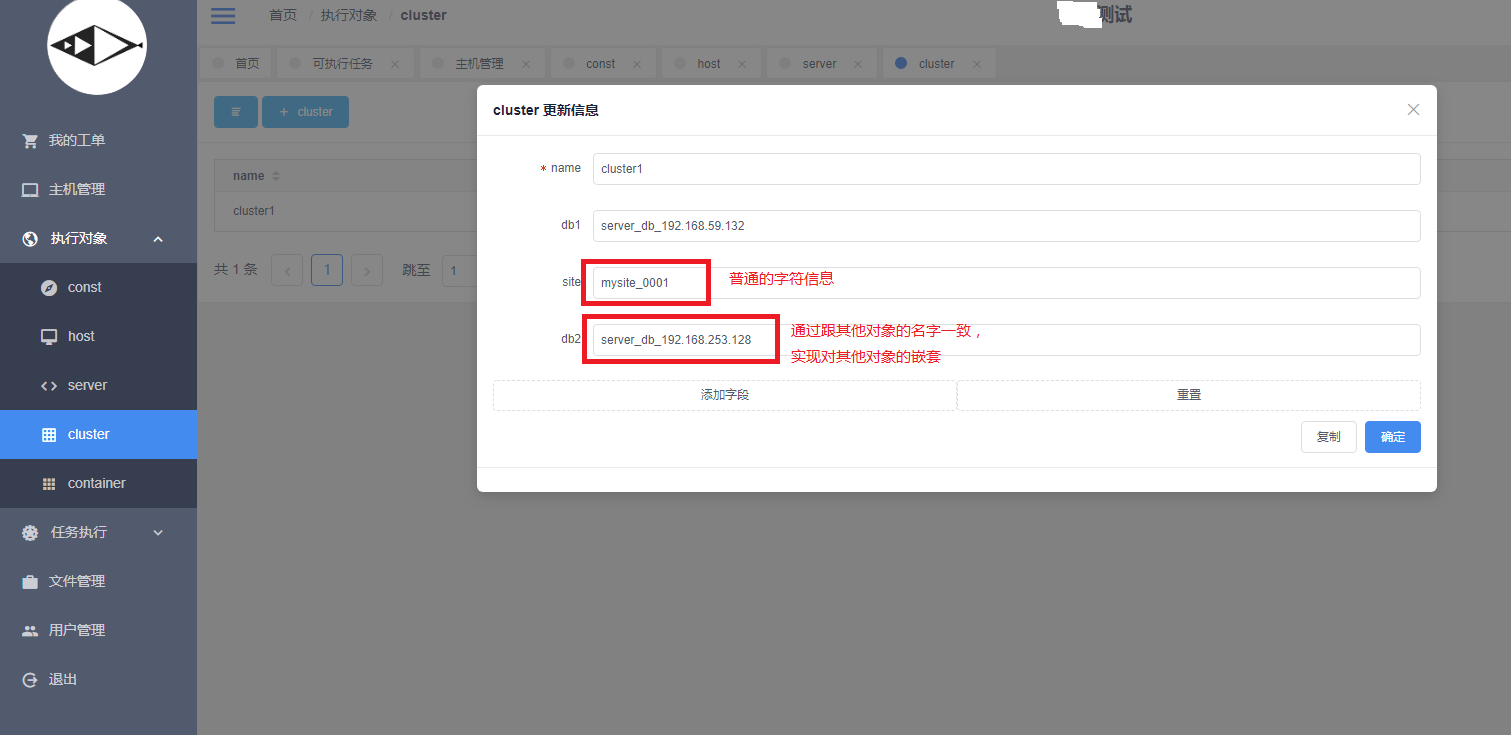 首页 / 执行对象 / cluster
测试
首页
可执行任务
主机管理
const
host
server
cluster
+ cluster
我的工单
主机管理
执行对象
const
host
server
cluster
container
任务执行
文件管理
用户管理
退出
name
cluster1
共 1 条
1
跳至
1
cluster 更新信息
* name
cluster1
db1
server_db_192.168.59.132
site
mysite_0001
普通的字符信息
db2
server_db_192.168.253.128
通过跟其他对象的名字一致，
实现对其他对象的嵌套
添加字段
重置
复制
确定